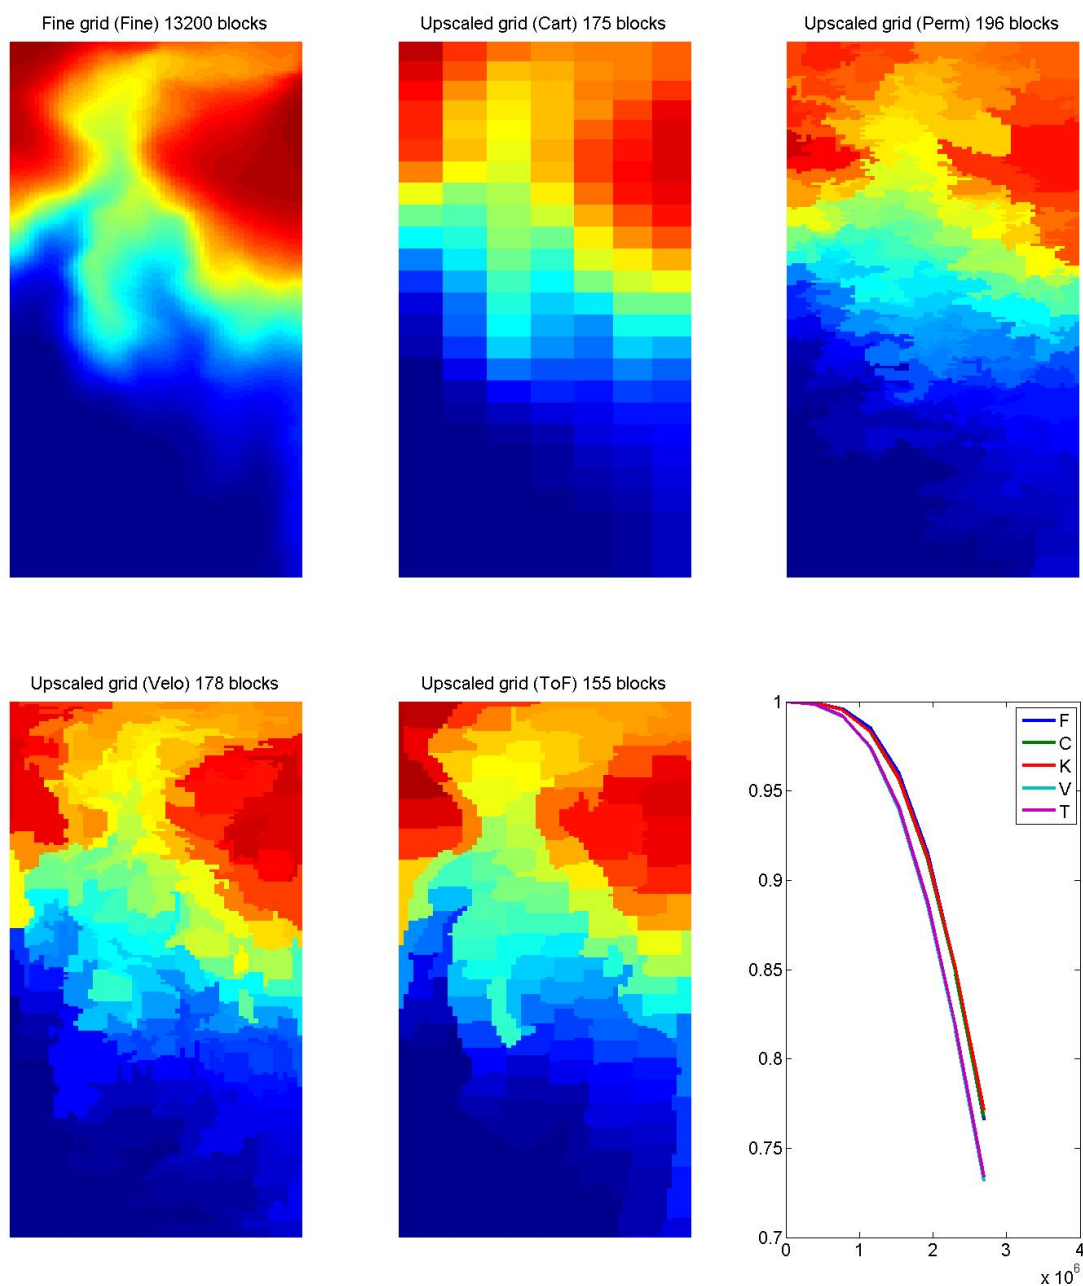 Fine grid (Fine) 13200 blocks
Upscaled grid (Cart) 175 blocks
Upscaled grid (Perm) 196 blocks
Upscaled grid (Velo) 178 blocks
Upscaled grid (ToF) 155 blocks
1
0.95
0.9
0.85
0.8
0.75
0.7
F
C
K
V
T
0 1 2 3 4
x 10^6